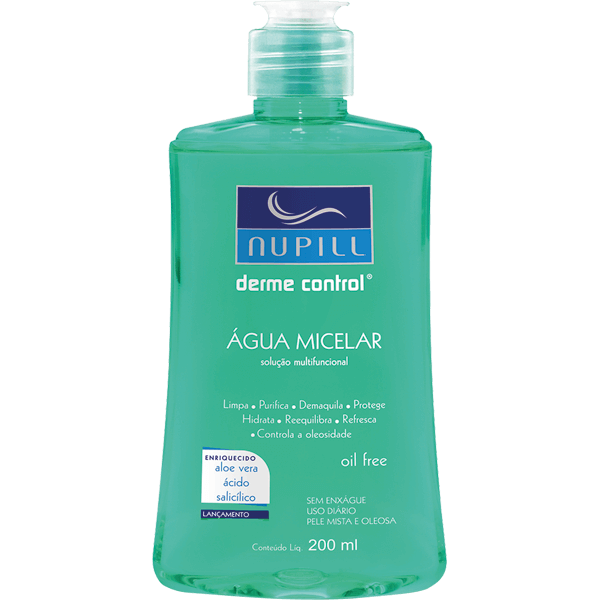 NUPILL
derme control®
ÁGUA MICELAR
solução multifuncional
Limpa • Purifica • Demaquila • Protege
Hidrata • Reequilibra • Refresca
• Controla a oleosidade
oil free
ENRIQUECIDO
aloe vera
ácido
salicílico
LANÇAMENTO
SEM ENXÁGUE
USO DIÁRIO
PELE MISTA E OLEOSA
Conteúdo Líq. 200 ml